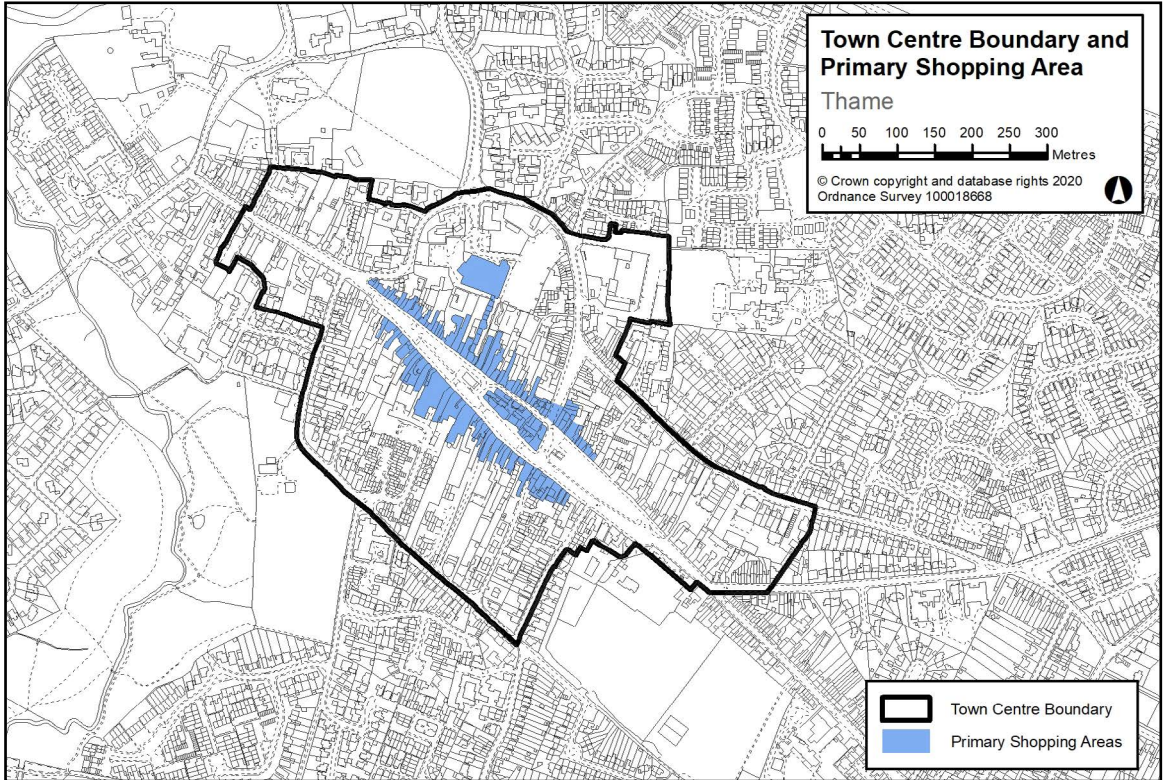 Town Centre Boundary and
Primary Shopping Area
Thame
0 50 100 150 200 250 300
Metres
© Crown copyright and database rights 2020
Ordnance Survey 100018668
Town Centre Boundary
Primary Shopping Areas